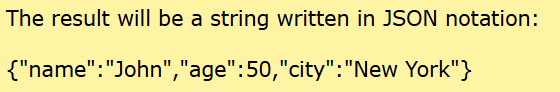 The result will be a string written in JSON notation:
{"name":"John","age":50,"city":"New York"}